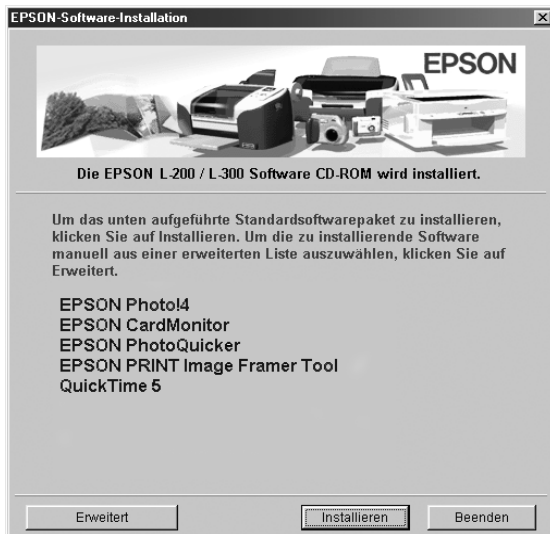 EPSON-Software-Installation
EPSON
Die EPSON L-200 / L-300 Software CD-ROM wird installiert.
Um das unten aufgeführte Standardsoftwarepaket zu installieren,
klicken Sie auf Installieren. Um die zu installierende Software
manuell aus einer erweiterten Liste auszuwählen, klicken Sie auf
Erweitert.
EPSON Photo!4
EPSON CardMonitor
EPSON PhotoQuicker
EPSON PRINT Image Framer Tool
QuickTime 5
Erweitert
Installieren
Beenden